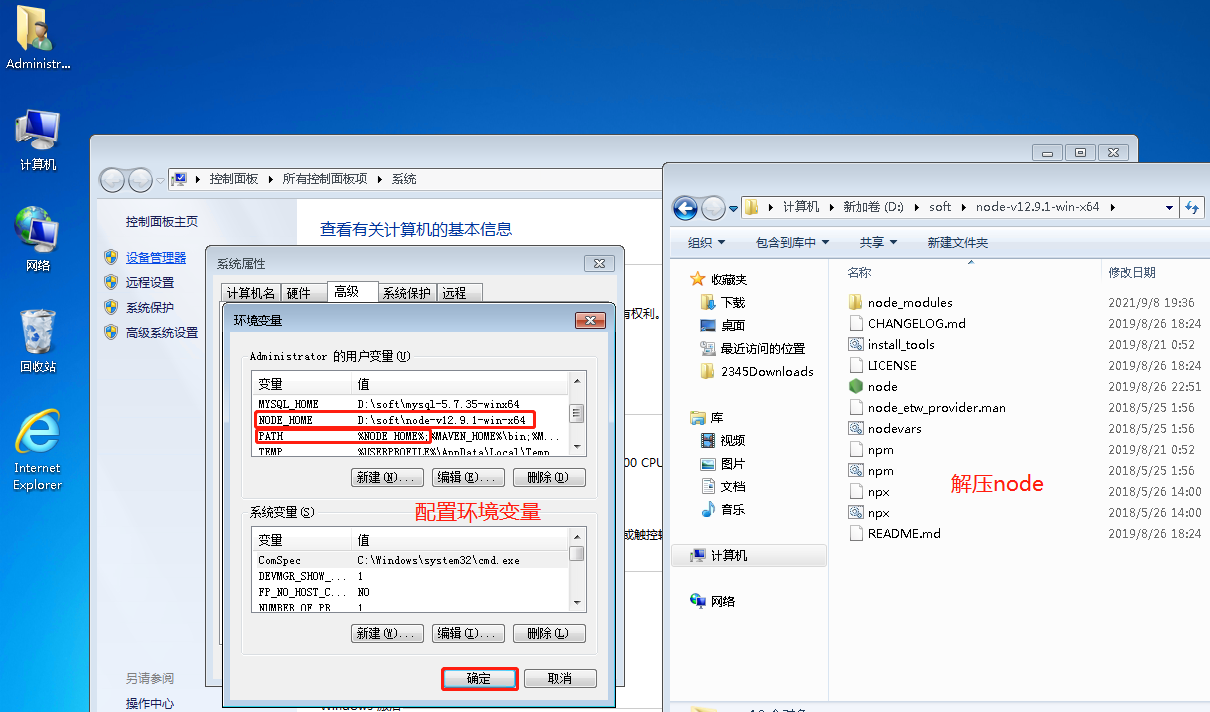 Administr...
计算机
网络
回收站
Internet
Explorer
控制面板 所有控制面板项 系统
控制面板主页
设备管理器
远程设置
系统保护
高级系统设置
另请参阅
操作中心
查看有关计算机的基本信息
有权利。
00 CPU
或触控
系统属性
计算机名 硬件 高级 系统保护 远程
环境变量
Administrator 的用户变量(U)
变量 值
MYSQL_HOME D:\soft\mysql-5.7.35-winx64
NODE_HOME D:\soft\node-v12.9.1-win-x64
PATH %NODE_HOME%;%MAVEN_HOME%\bin;%M...
TEMP %USERPROFILE%\AppData\Local\Temp
新建(N)... 编辑(E)... 删除(D)
配置环境变量
系统变量(S)
变量 值
ComSpec C:\Windows\system32\cmd.exe
DEVMGR_SHOW_... 1
FP_NO_HOST_C... NO
NUMBER_OF_PR 1
新建(W)... 编辑(I)... 删除(L)
确定 取消
计算机 新加卷 (D:) soft node-v12.9.1-win-x64
组织 包含到库中 共享 新建文件夹
收藏夹
下载
桌面
最近访问的位置
2345Downloads
库
视频
图片
文档
音乐
计算机
网络
名称 修改日期
node_modules 2021/9/8 19:36
CHANGELOG.md 2019/8/26 18:24
install_tools 2019/8/21 0:52
LICENSE 2019/8/26 18:24
node 2019/8/26 22:51
node_etw_provider.man 2018/5/25 1:56
nodevars 2018/5/25 1:56
npm 2019/8/21 0:52
npm 2018/5/25 1:56
npx 2018/5/26 14:00
npx 2018/5/26 14:00
README.md 2019/8/26 18:24
解压node